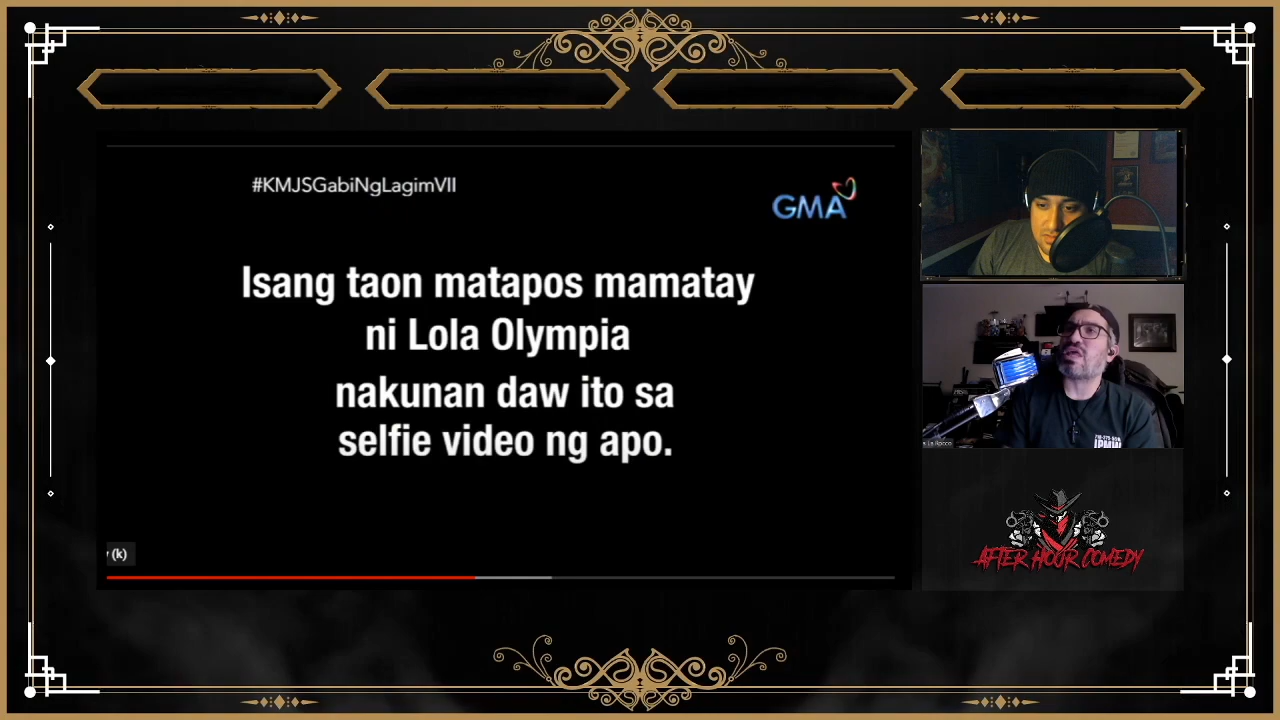 #KMJSGabiNgLagimVII
GMA
Isang taon matapos mamatay
ni Lola Olympia
nakunan daw ito sa
selfie video ng apo.
(k)
AFTER HOUR COMEDY